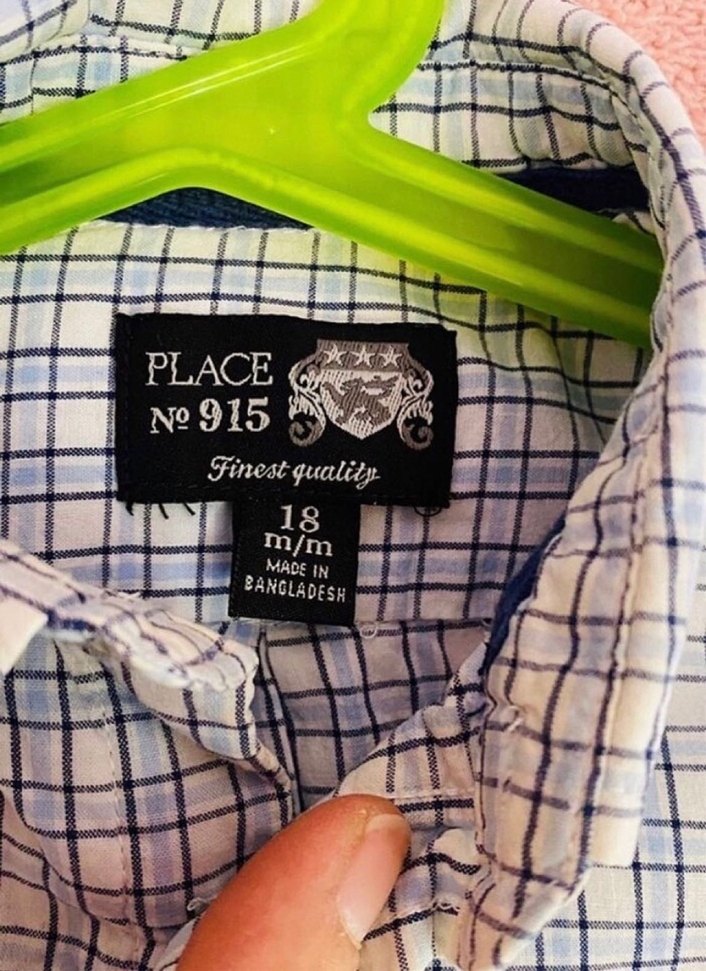 PLACE
Nº 915
Finest quality
18
m/m
MADE IN
BANGLADESH